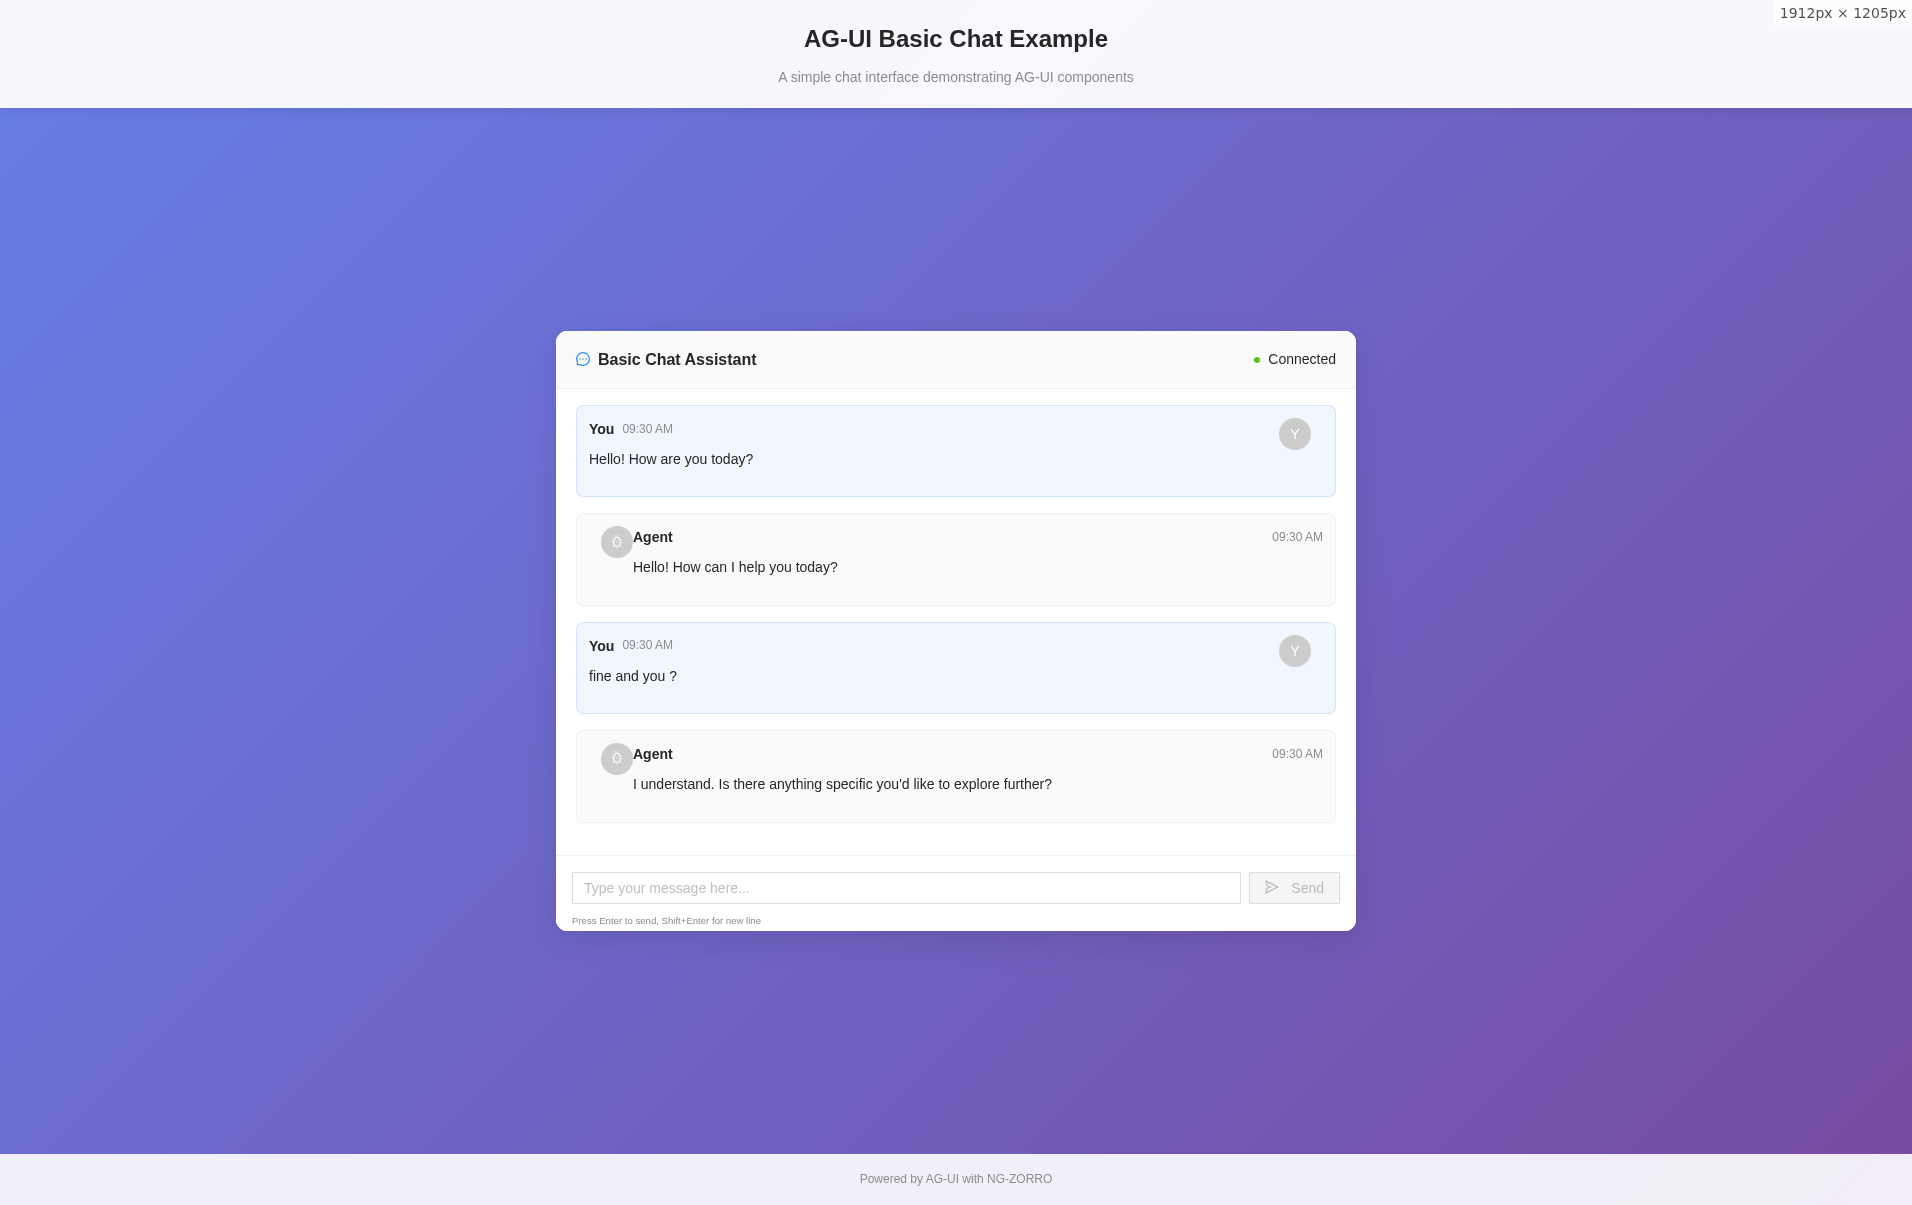 1912px × 1205px
AG-UI Basic Chat Example
A simple chat interface demonstrating AG-UI components
Basic Chat Assistant
Connected
You 09:30 AM
Y
Hello! How are you today?
Agent
09:30 AM
Hello! How can I help you today?
You 09:30 AM
Y
fine and you ?
Agent
09:30 AM
I understand. Is there anything specific you'd like to explore further?
Type your message here...
Send
Press Enter to send, Shift+Enter for new line
Powered by AG-UI with NG-ZORRO